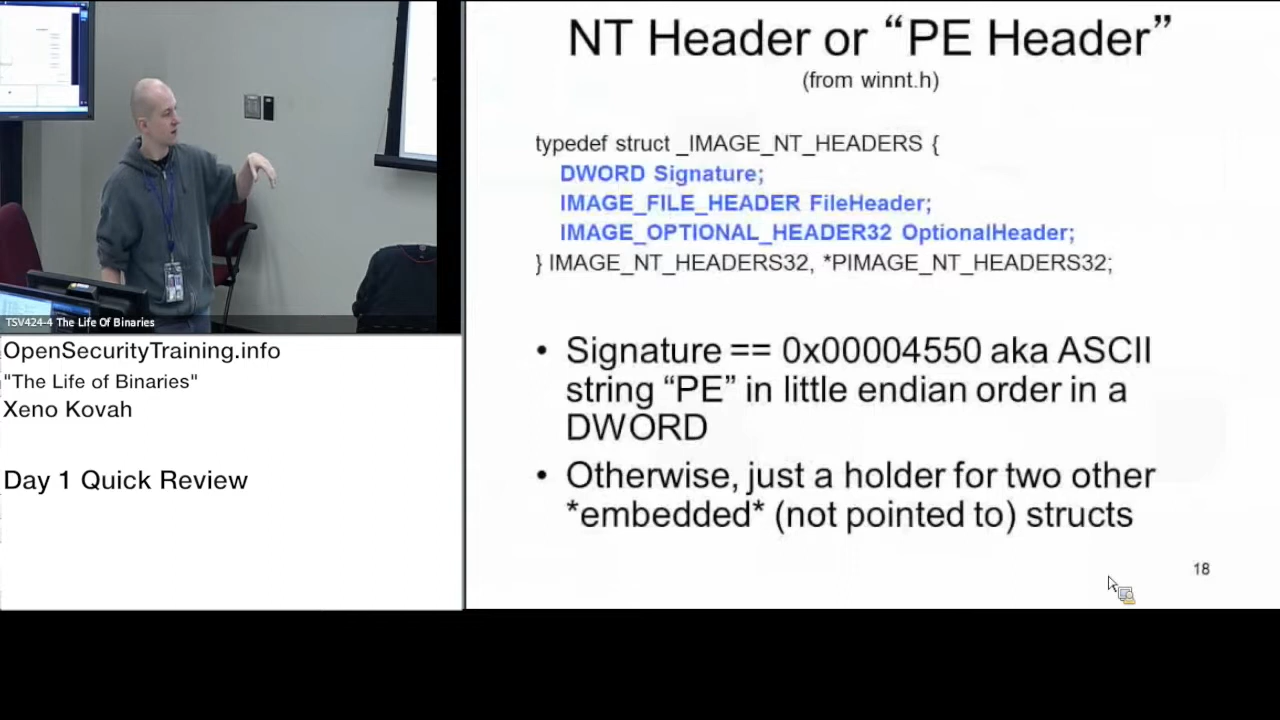 NT Header or “PE Header”
(from winnt.h)
typedef struct _IMAGE_NT_HEADERS {
DWORD Signature;
IMAGE_FILE_HEADER FileHeader;
IMAGE_OPTIONAL_HEADER32 OptionalHeader;
} IMAGE_NT_HEADERS32, *PIMAGE_NT_HEADERS32;
• Signature == 0x00004550 aka ASCII
string “PE” in little endian order in a
DWORD
• Otherwise, just a holder for two other
*embedded* (not pointed to) structs
18
TSV424-4 The Life Of Binaries
OpenSecurityTraining.info
"The Life of Binaries"
Xeno Kovah
Day 1 Quick Review